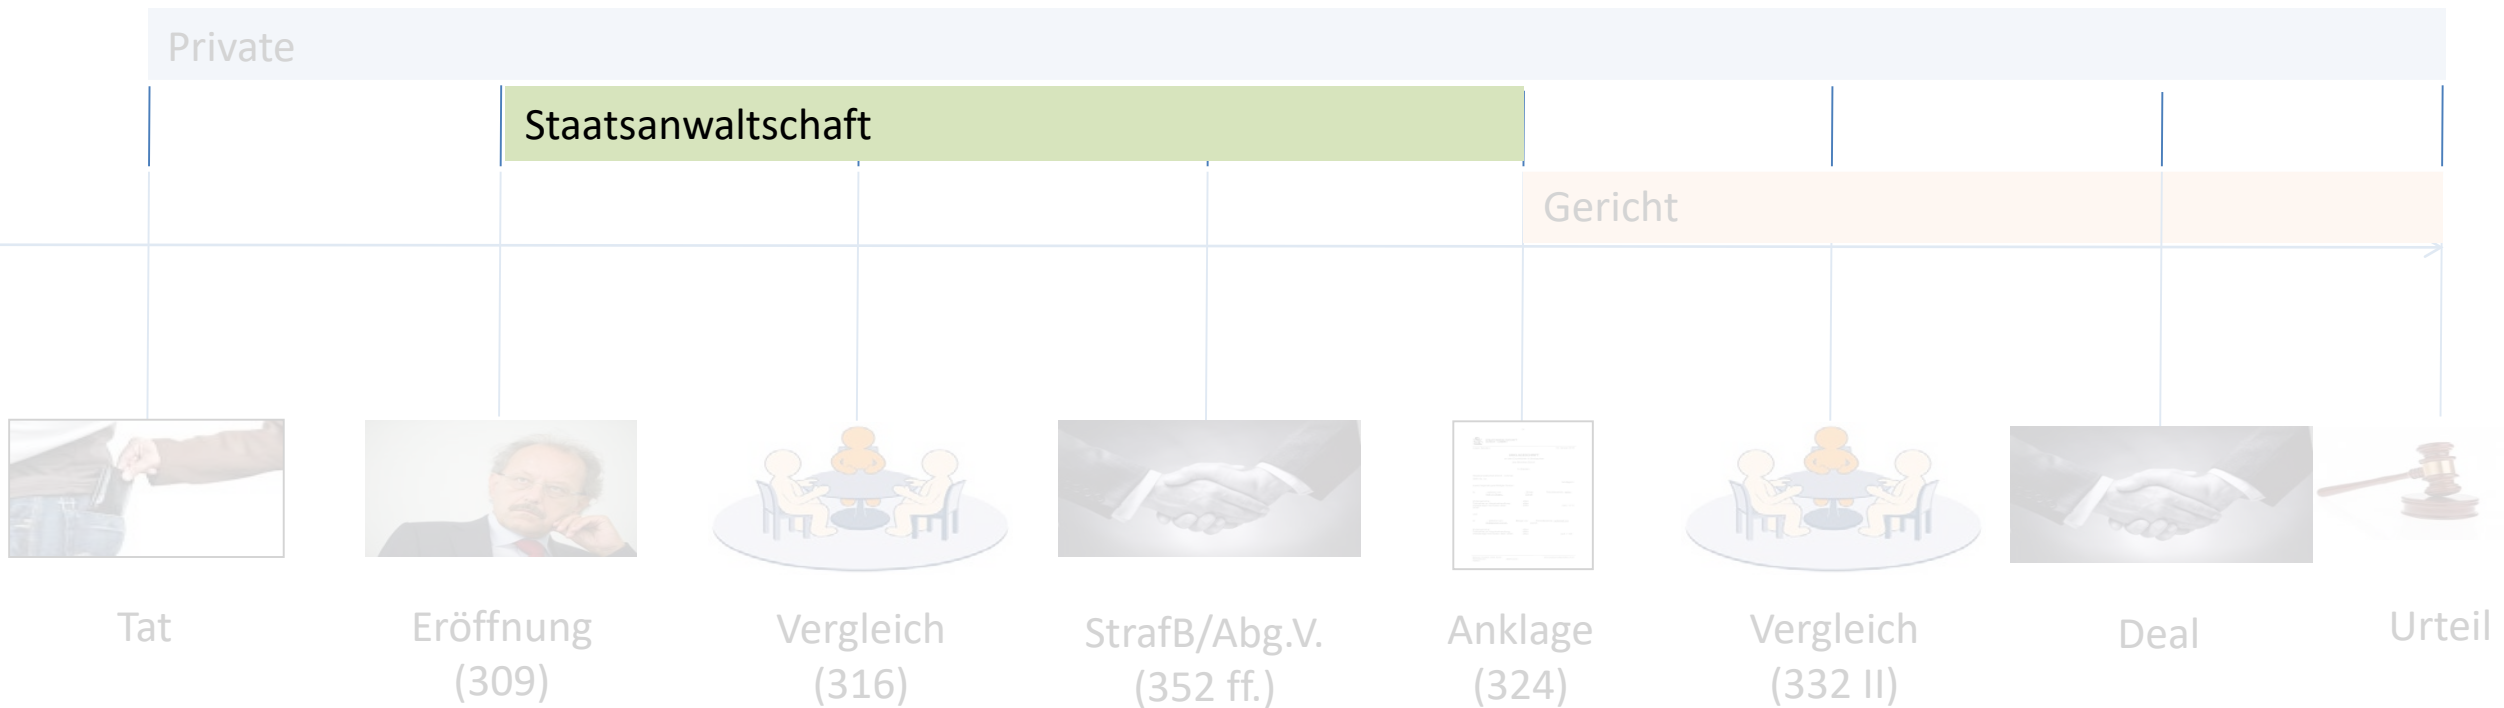 Private
Staatsanwaltschaft
Gericht
Tat
Eröffnung
(309)
Vergleich
(316)
StrafB/Abg.V.
(352 ff.)
Anklage
(324)
Vergleich
(332 II)
Deal
Urteil